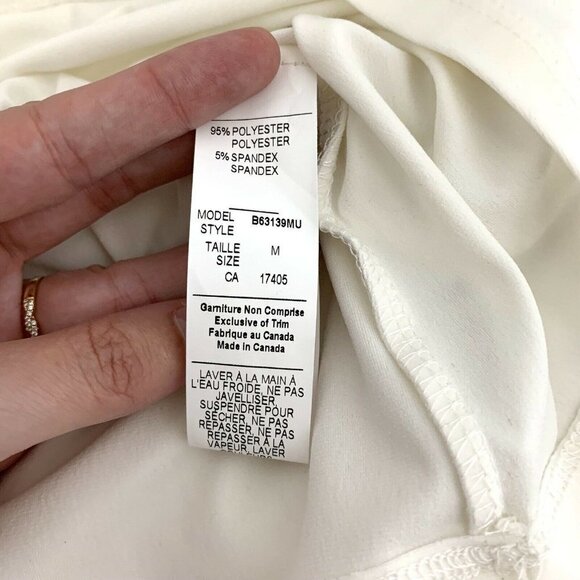 95% POLYESTER
POLYESTER
5% SPANDEX
SPANDEX
MODEL B63139MU
STYLE
TAILLE M
SIZE
CA 17405
Garniture Non Comprise
Exclusive of Trim
Fabrique au Canada
Made in Canada
LAVER À LA MAIN À
L'EAU FROIDE, NE PAS
JAVELLISER,
SUSPENDRE POUR
SÉCHER, NE PAS
REPASSER, NE PAS
REPASSER À LA
VAPEUR, LAVER